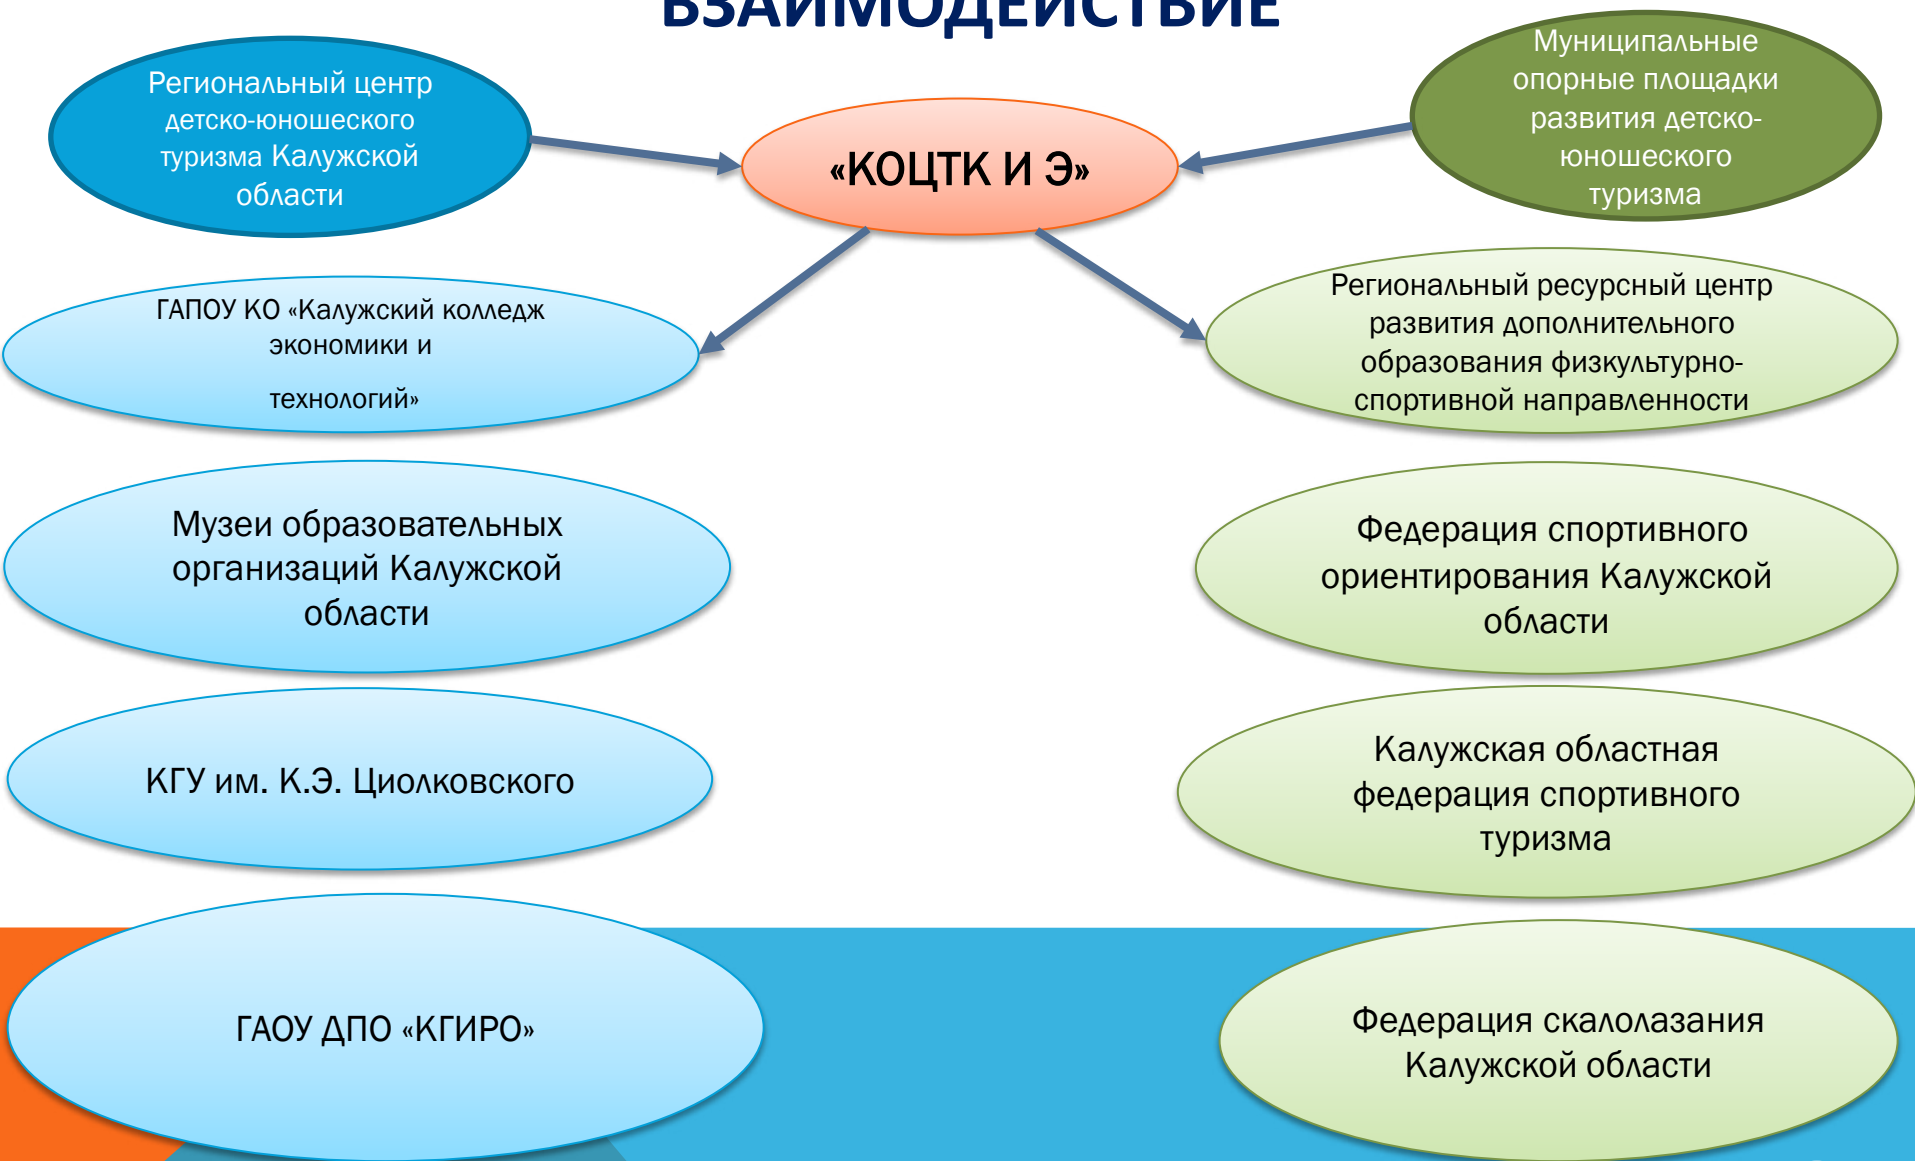 ВЗАИМОДЕЙСТВИЕ
Региональный центр
детско-юношеского
туризма Калужской
области
«КОЦТК И Э»
Муниципальные
опорные площадки
развития детско-
юношеского
туризма
ГАПОУ КО «Калужский колледж
экономики и
технологий»
Региональный ресурсный центр
развития дополнительного
образования физкультурно-
спортивной направленности
Музеи образовательных
организаций Калужской
области
Федерация спортивного
ориентирования Калужской
области
КГУ им. К.Э. Циолковского
Калужская областная
федерация спортивного
туризма
ГАОУ ДПО «КГИРО»
Федерация скалолазания
Калужской области